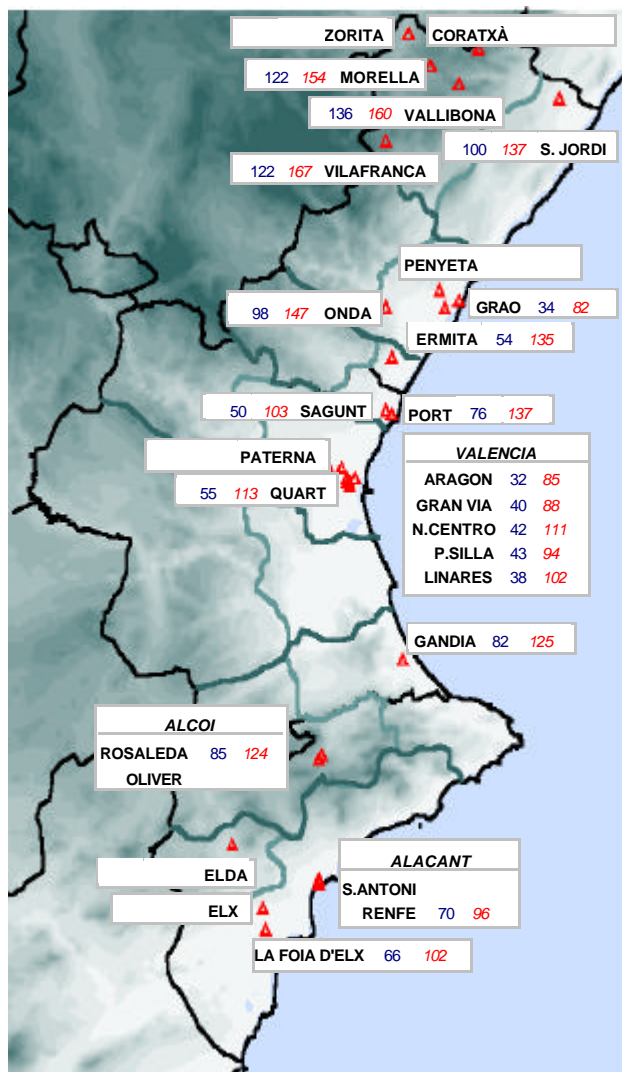 ZORITA
CORATXÀ
122 154 MORELLA
136 160 VALLIBONA
100 137 S. JORDI
122 167 VILAFRANCA
PENYETA
98 147 ONDA
GRAO 34 82
ERMITA 54 135
50 103 SAGUNT
PORT 76 137
PATERNA
55 113 QUART
VALENCIA
ARAGON 32 85
GRAN VIA 40 88
N.CENTRO 42 111
P.SILLA 43 94
LINARES 38 102
GANDIA 82 125
ALCOI
ROSALEDA 85 124
OLIVER
ELDA
ELX
ALACANT
S.ANTONI
RENFE 70 96
LA FOIA D'ELX 66 102